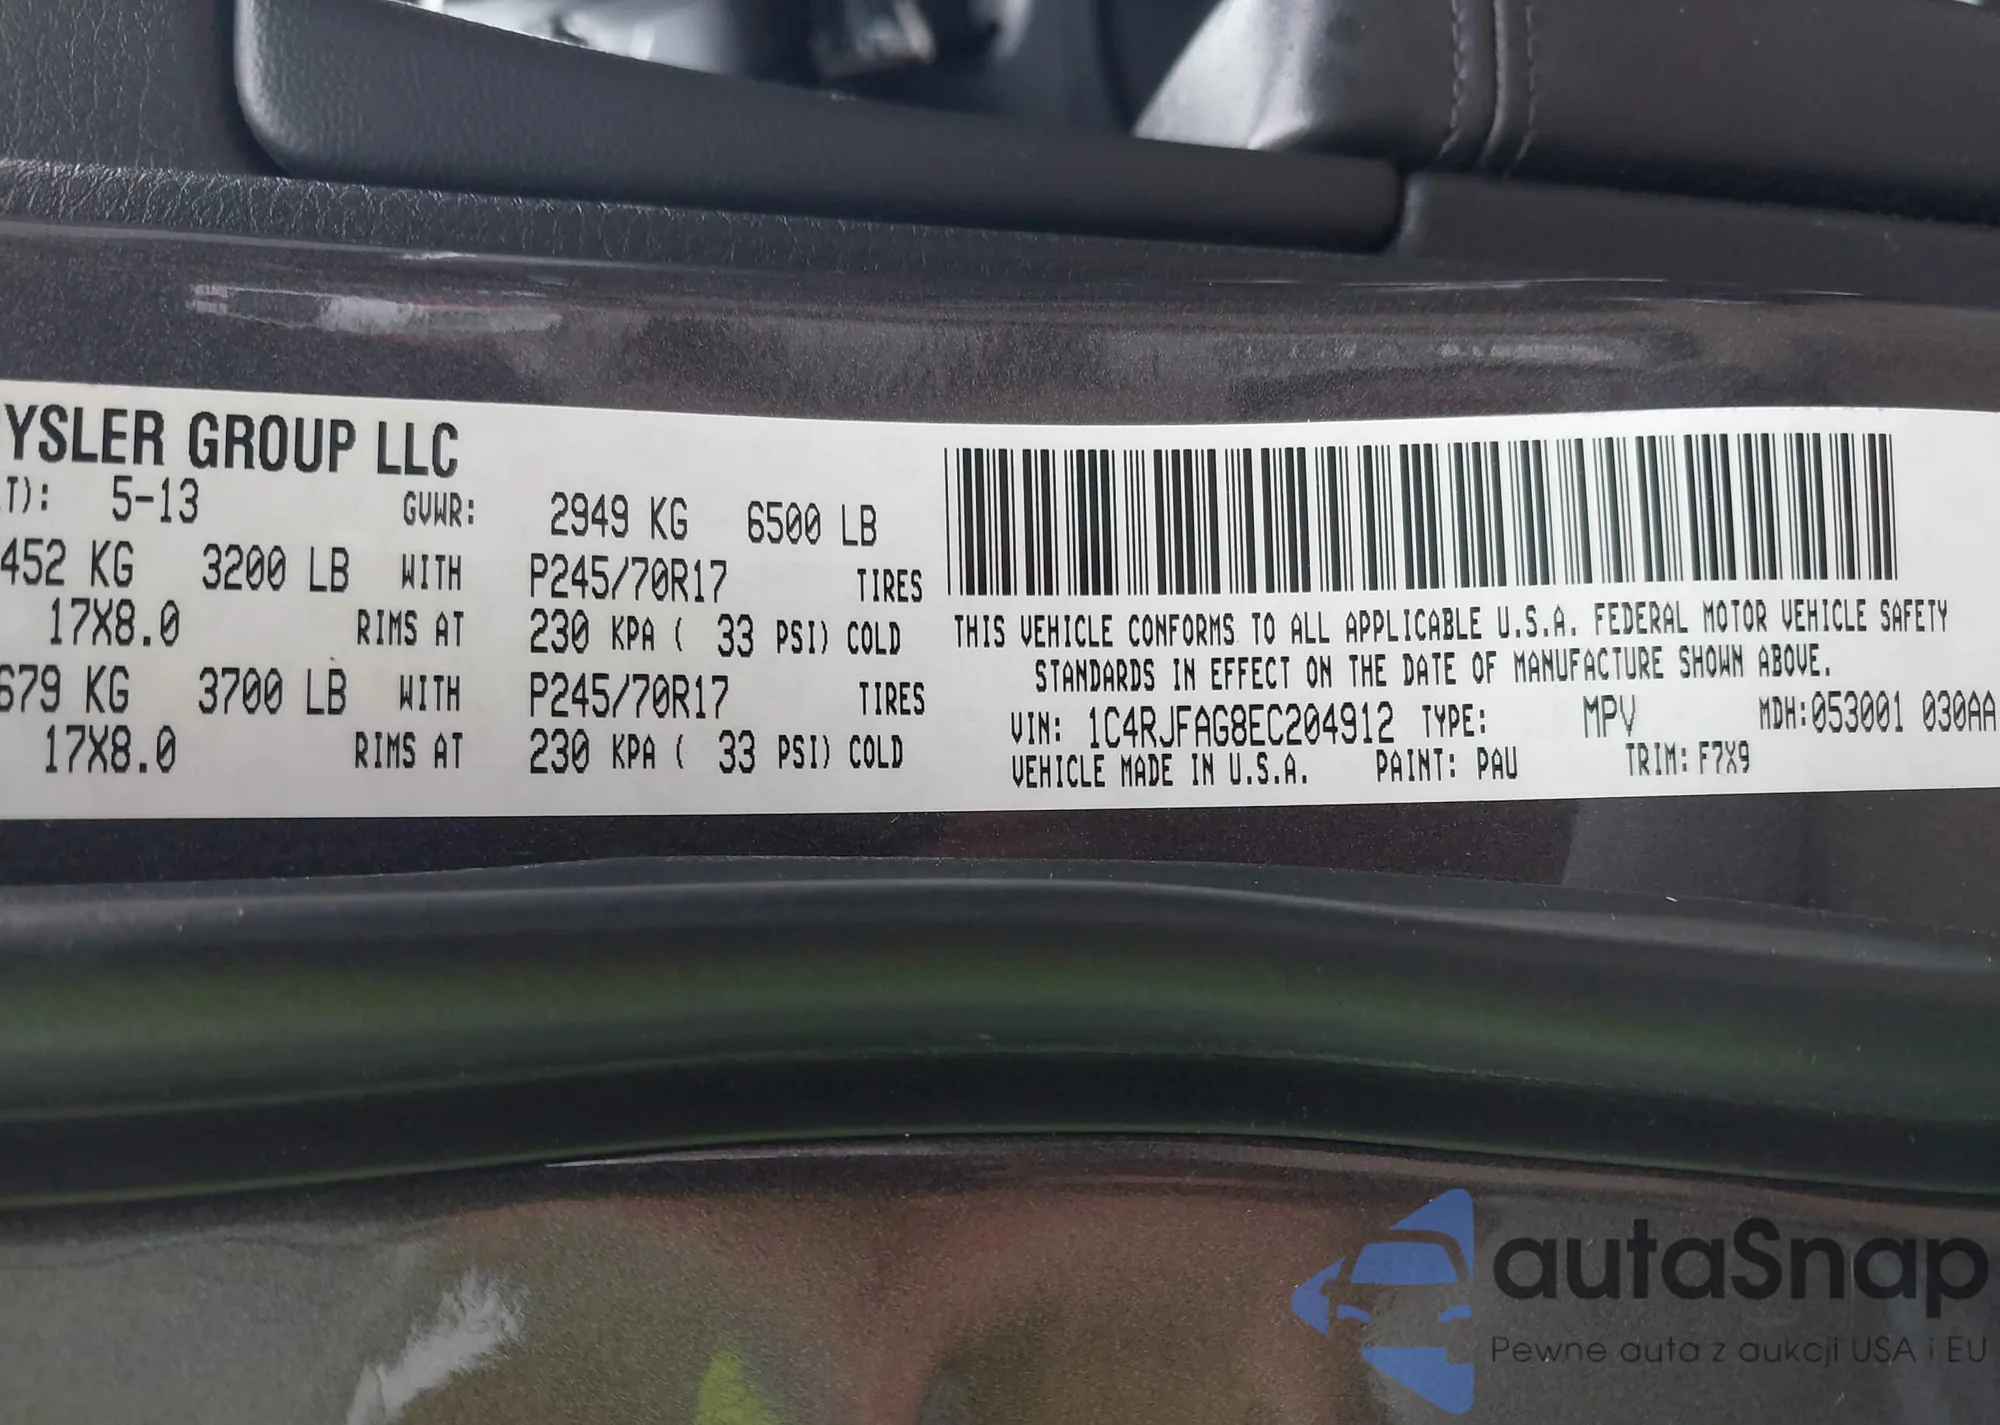 YSLER GROUP LLC
T): 5-13 GVWR: 2949 KG 6500 LB
452 KG 3200 LB WITH P245/70R17 TIRES
17X8.0 RIMS AT 230 KPA ( 33 PSI) COLD
679 KG 3700 LB WITH P245/70R17 TIRES
17X8.0 RIMS AT 230 KPA ( 33 PSI) COLD
THIS VEHICLE CONFORMS TO ALL APPLICABLE U.S.A. FEDERAL MOTOR VEHICLE SAFETY
STANDARDS IN EFFECT ON THE DATE OF MANUFACTURE SHOWN ABOVE.
VIN: 1C4RJFAG8EC204912 TYPE: MPV MDH:053001 030AA
VEHICLE MADE IN U.S.A. PAINT: PAU TRIM: F7X9
autaSnap
Pewne auta z aukcji USA i EU